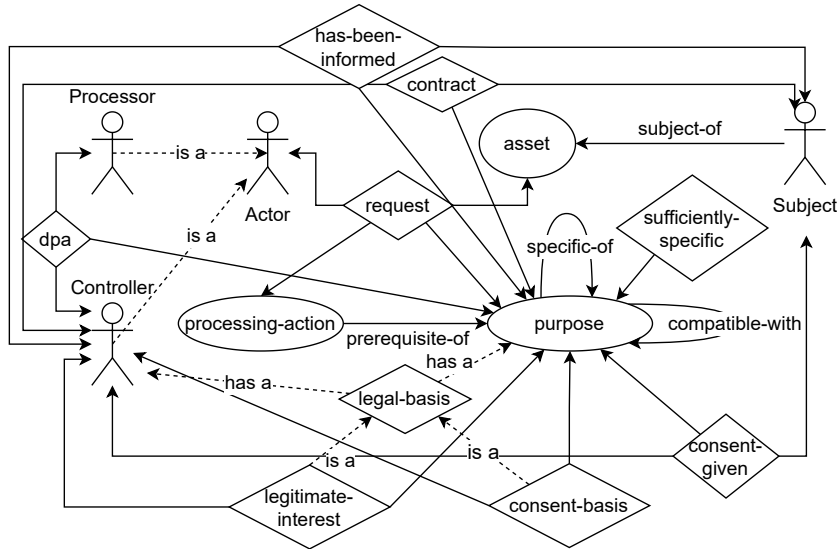 has-been-
informed
contract
Processor
asset
subject-of
is a
Actor
request
sufficiently-
specific
Subject
dpa
is a
specific-of
Controller
processing-action
prerequisite-of
purpose
compatible-with
has a
has a
legal-basis
is a
is a
consent-
given
legitimate-
interest
consent-basis